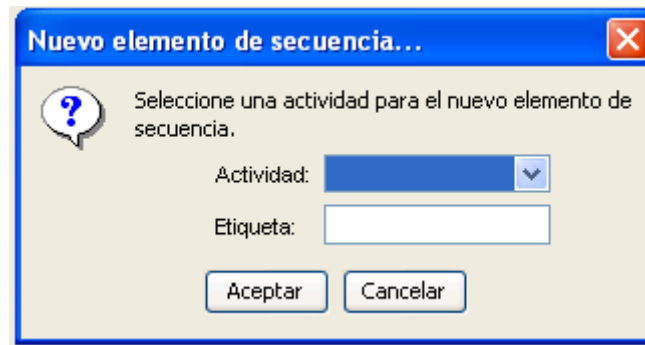 Nuevo elemento de secuencia...
Seleccione una actividad para el nuevo elemento de
secuencia.
Actividad:
Etiqueta:
Aceptar Cancelar